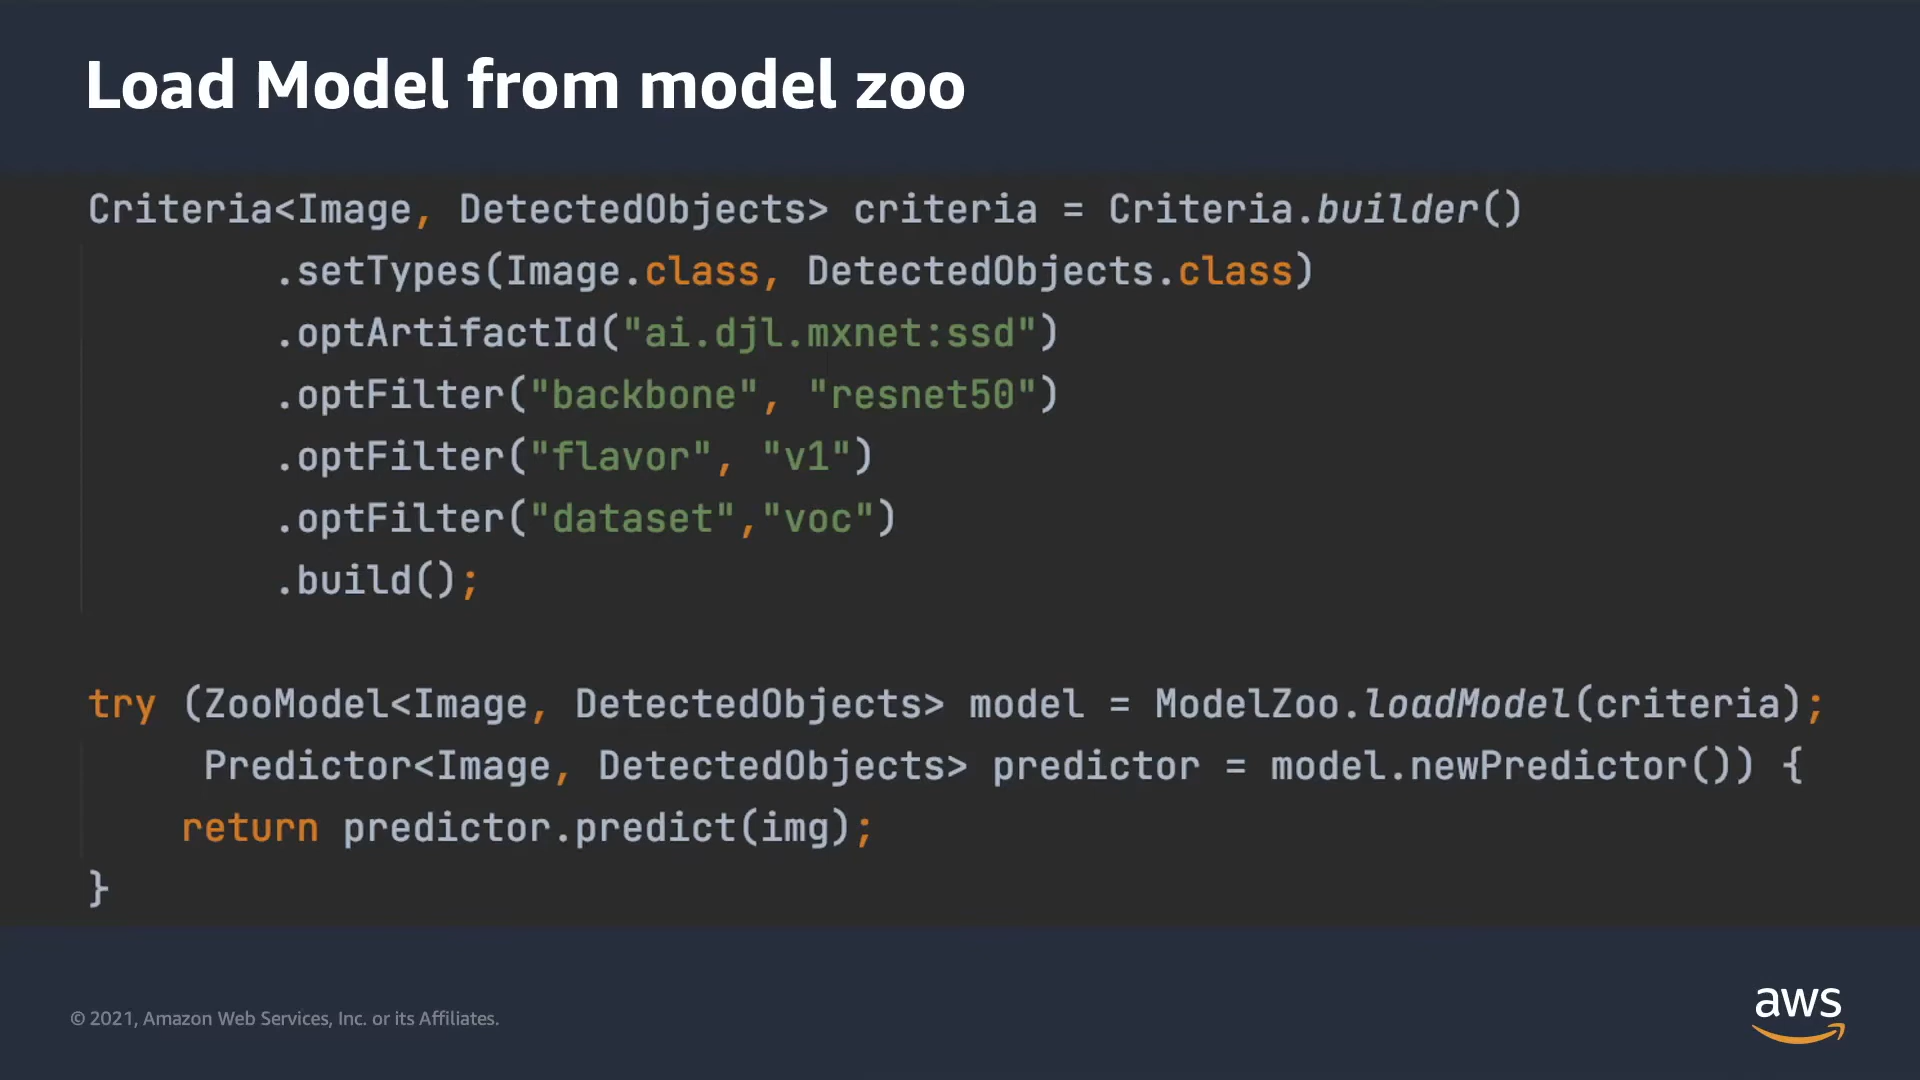 Load Model from model zoo
Criteria<Image, DetectedObjects> criteria = Criteria.builder()
.setTypes(Image.class, DetectedObjects.class)
.optArtifactId("ai.djl.mxnet:ssd")
.optFilter("backbone", "resnet50")
.optFilter("flavor", "v1")
.optFilter("dataset","voc")
.build();
try (ZooModel<Image, DetectedObjects> model = ModelZoo.loadModel(criteria);
Predictor<Image, DetectedObjects> predictor = model.newPredictor()) {
return predictor.predict(img);
}
© 2021, Amazon Web Services, Inc. or its Affiliates.
aws